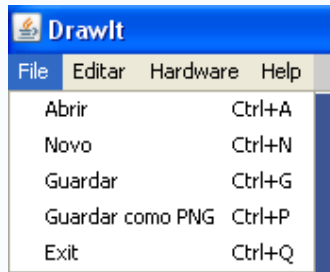 DrawIt
File Editar Hardware Help
Abrir Ctrl+A
Novo Ctrl+N
Guardar Ctrl+G
Guardar como PNG Ctrl+P
Exit Ctrl+Q